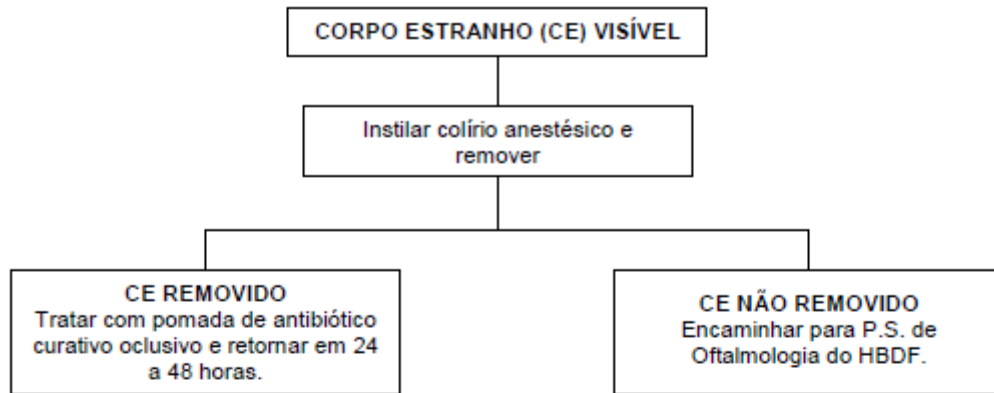 CORPO ESTRANHO (CE) VISÍVEL
Instilar colírio anestésico e
remover
CE REMOVIDO
Tratar com pomada de antibiótico
curativo oclusivo e retornar em 24
a 48 horas.
CE NÃO REMOVIDO
Encaminhar para P.S. de
Oftalmologia do HBDF.